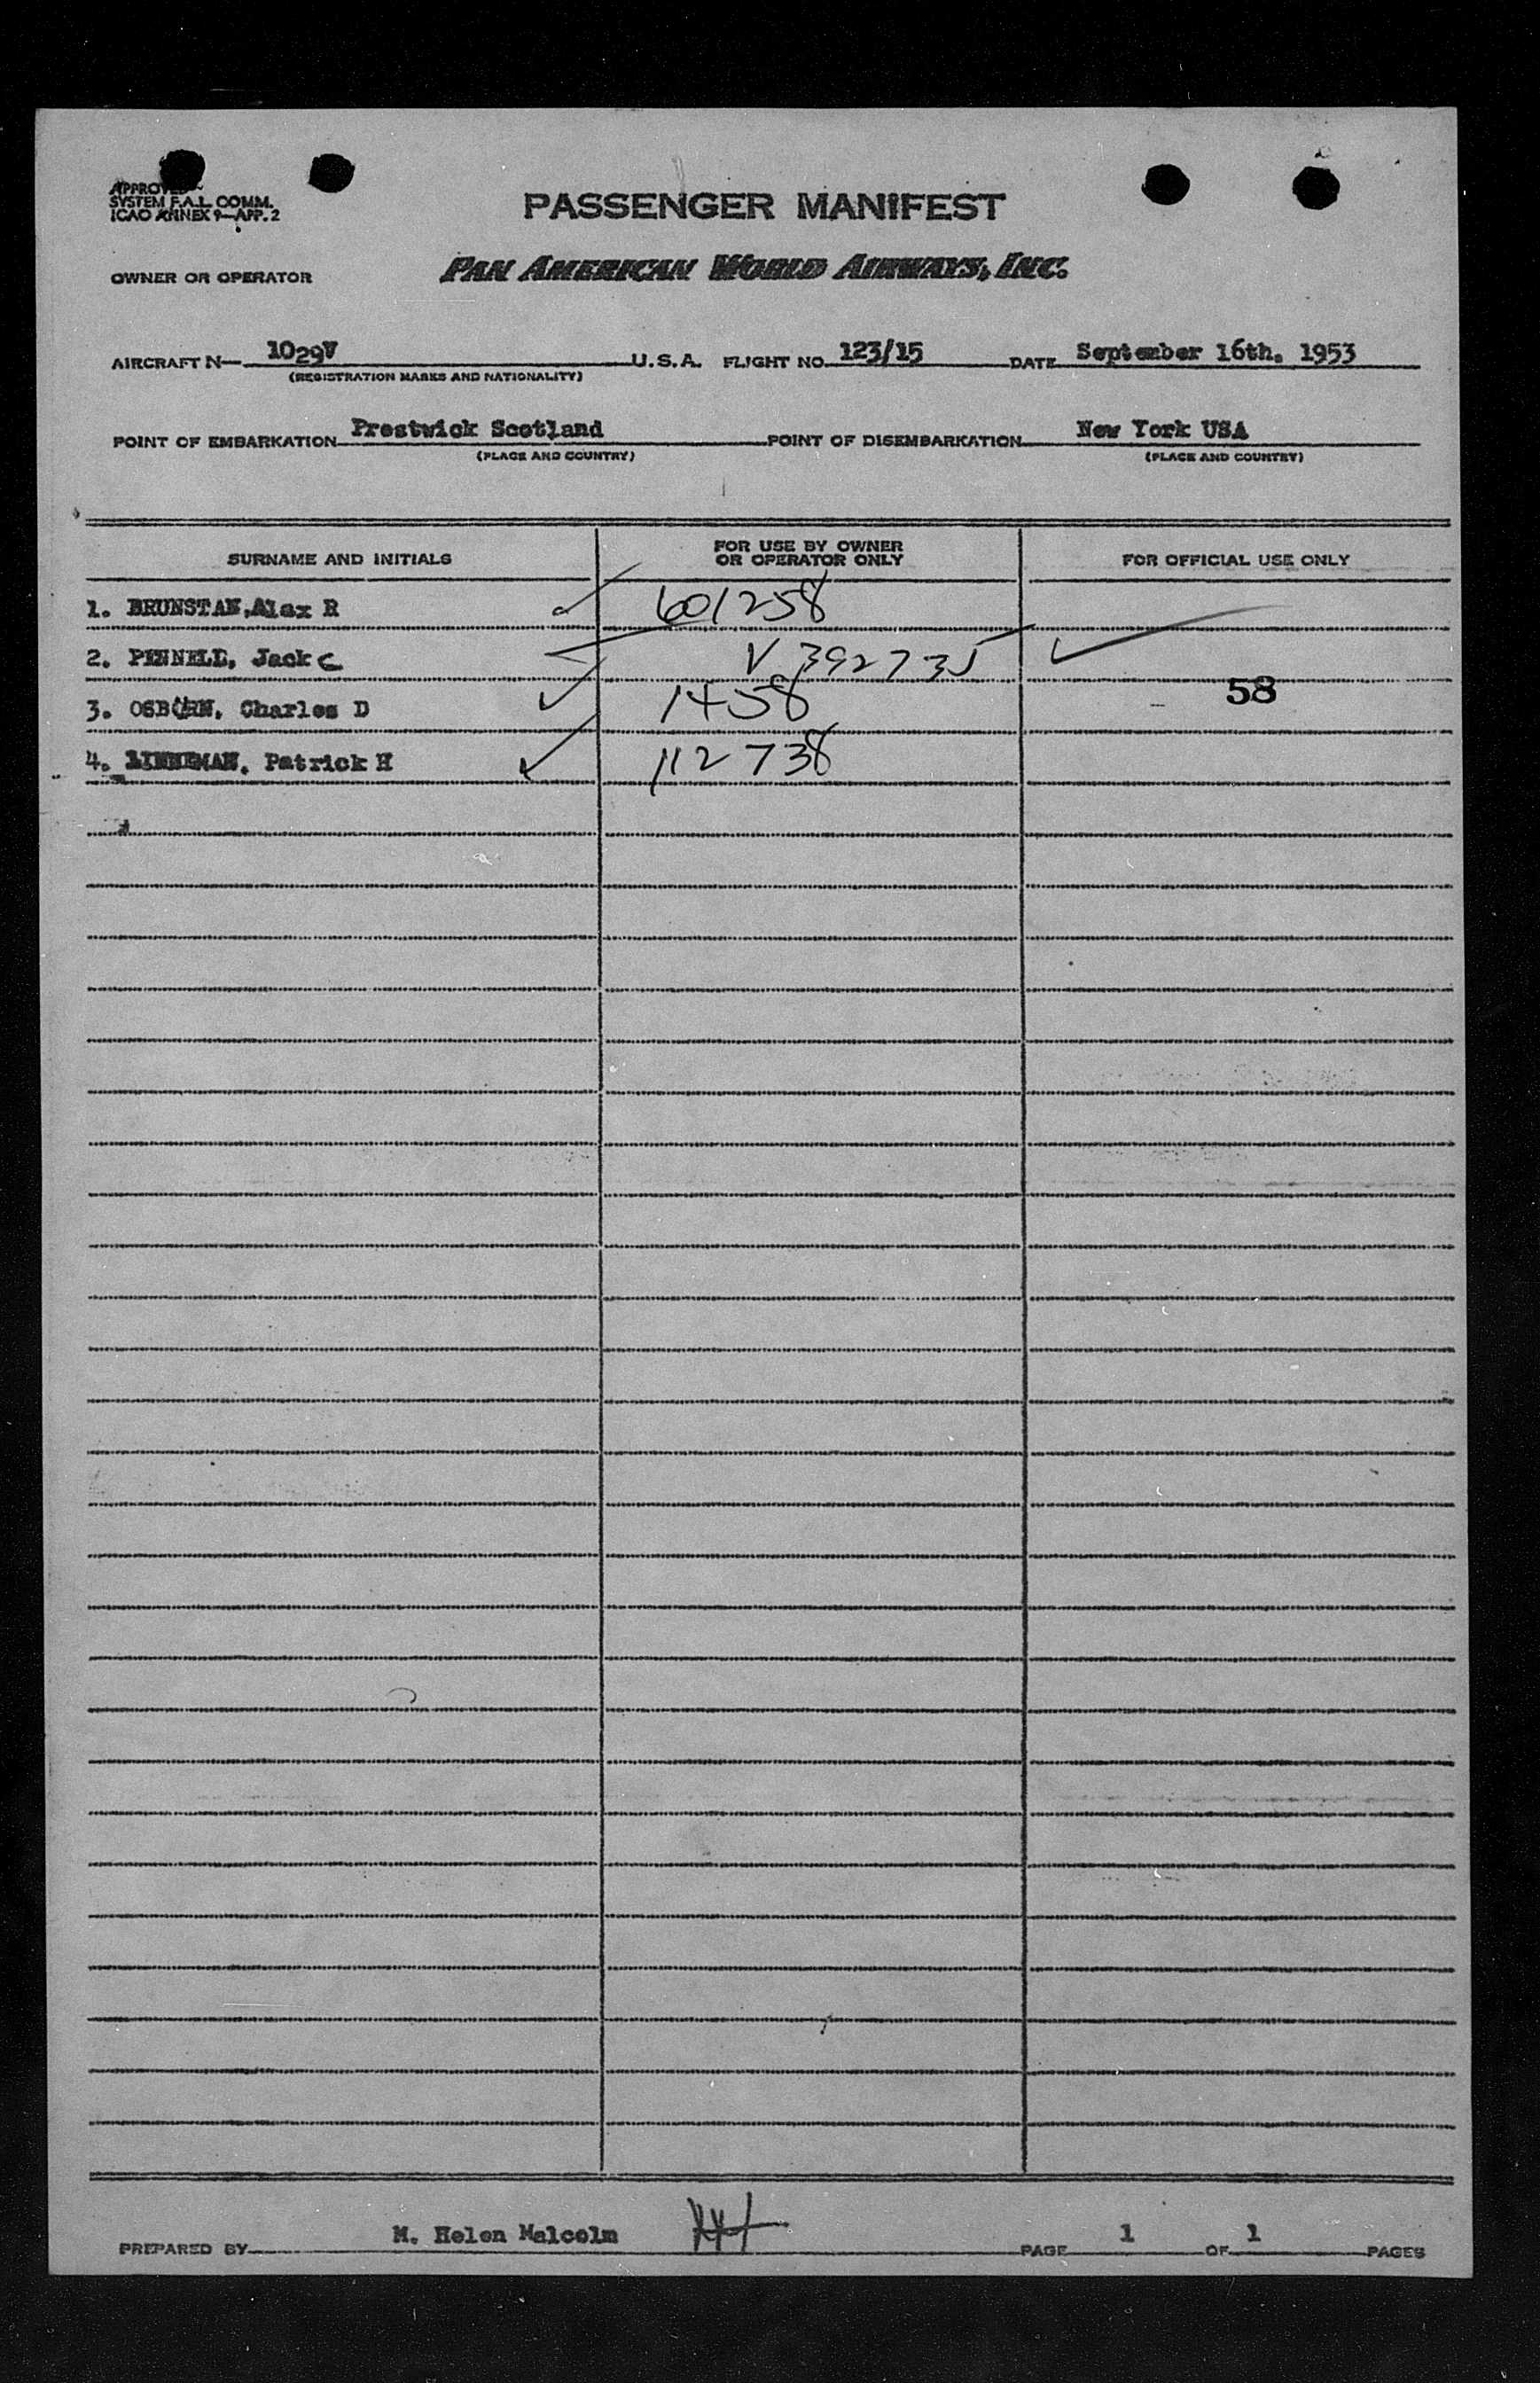 APPROVED
SYSTEM F.A.L. COMM.
ICAO ANNEX 9—APP. 2
PASSENGER MANIFEST
OWNER OR OPERATOR PAN AMERICAN WORLD AIRWAYS, INC.
AIRCRAFT N— 1029V U.S.A. FLIGHT NO. 123/15 DATE September 16th. 1953
(REGISTRATION MARKS AND NATIONALITY)
POINT OF EMBARKATION Prestwick Scotland POINT OF DISEMBARKATION New York USA
(PLACE AND COUNTRY) (PLACE AND COUNTRY)
SURNAME AND INITIALS FOR USE BY OWNER OR OPERATOR ONLY FOR OFFICIAL USE ONLY
1. BRUNSTAN, Alex R 601258
2. PENNELL, Jack C V 392735
3. OSBURN, Charles D 1458 58
4. LINNEMAN, Patrick H 112738
PREPARED BY M. Helen Malcolm PAGE 1 OF 1 PAGES